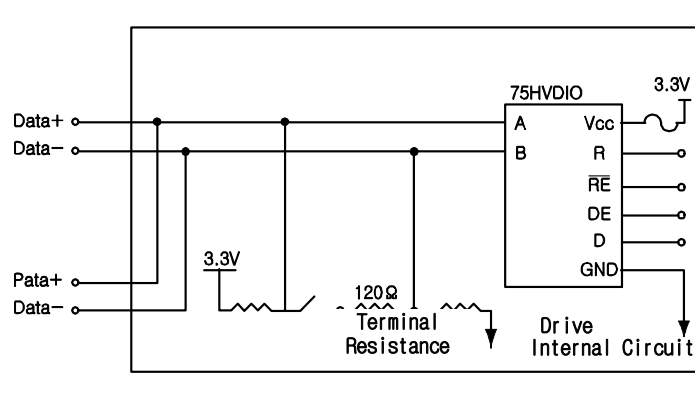 75HVDIO
3.3V
Data+
A
Vcc
Data-
B
R
RE
DE
D
GND
3.3V
Pata+
Data-
120Ω
Terminal
Resistance
Drive
Internal Circuit